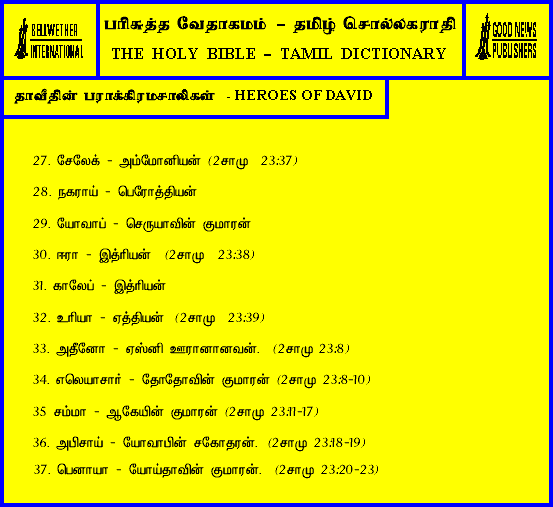 BELLWETHER
INTERNATIONAL
பரிசுத்த வேதாகமம் - தமிழ் சொல்லகராதி
THE HOLY BIBLE - TAMIL DICTIONARY
GOOD NEWS
PUBLISHERS
தாவீதின் பராக்கிரமசாலிகள் - HEROES OF DAVID
27. சேலேக் - அம்மோனியன் (2சாமு 23:37)
28. நகராய் - பெரோத்தியன்
29. யோவாப் - செருயாவின் குமாரன்
30. ஈரா - இத்ரியன் (2சாமு 23:38)
31. காலேப் - இத்ரியன்
32. உரியா - ஏத்தியன் (2சாமு 23:39)
33. அதீனோ - ஏஸ்னி ஊரானானவன். (2சாமு 23:8)
34. எலெயாசார் - தோதோவின் குமாரன் (2சாமு 23:8-10)
35 சம்மா - ஆகேயின் குமாரன் (2சாமு 23:11-17)
36. அபிசாய் - யோவாபின் சகோதரன். (2சாமு 23:18-19)
37. பெனாயா - யோய்தாவின் குமாரன். (2சாமு 23:20-23)